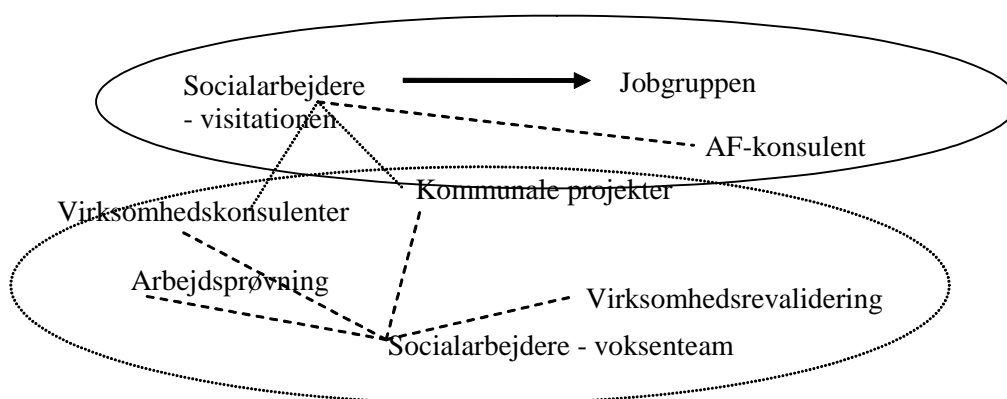 Socialarbejdere
- visitationen
Jobgruppen
AF-konsulent
Kommunale projekter
Virksomhedskonsulenter
Arbejdsprøvning
Virksomhedsrevalidering
Socialarbejdere - voksenteam